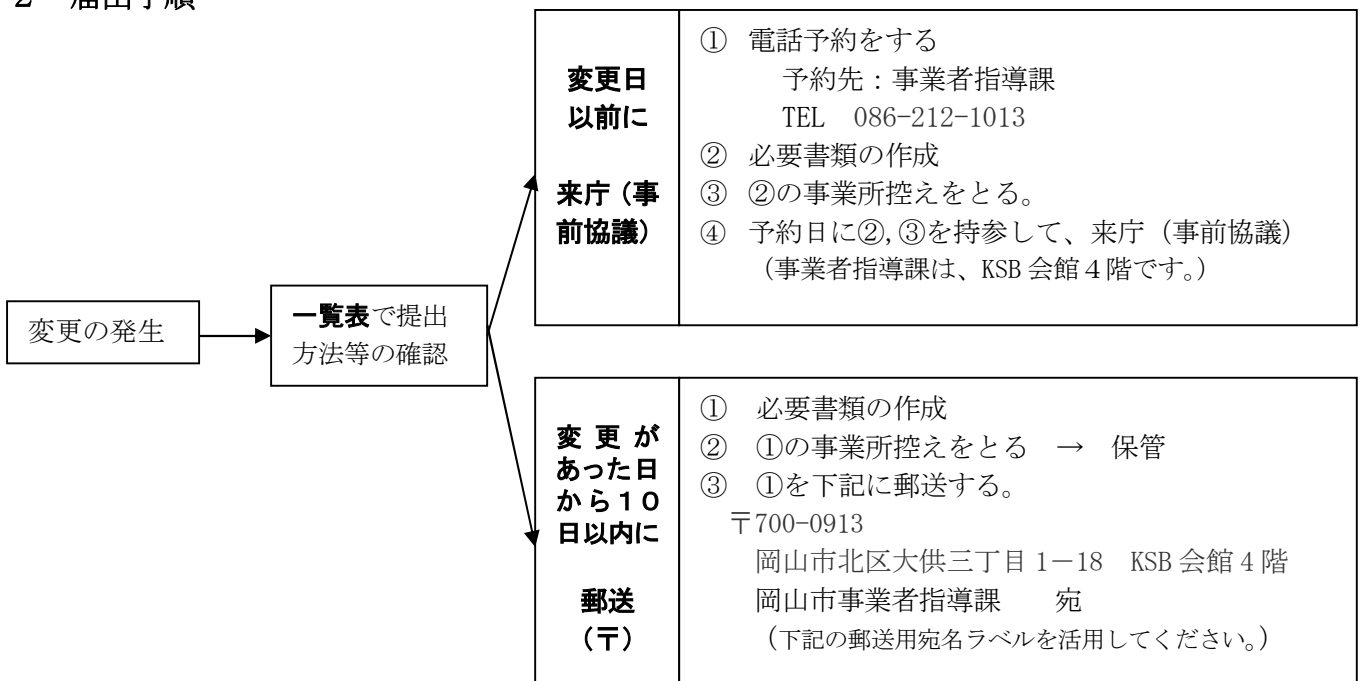 ２　届出手順
変更の発生
一覧表で提出
方法等の確認
変更日
以前に
来庁（事
前協議）
① 電話予約をする
予約先：事業者指導課
TEL　086-212-1013
② 必要書類の作成
③ ②の事業所控えをとる。
④ 予約日に②,③を持参して、来庁（事前協議）
（事業者指導課は、KSB会館４階です。）
変更が
あった日
から１０
日以内に
郵送
（〒）
① 必要書類の作成
② ①の事業所控えをとる　→　保管
③ ①を下記に郵送する。
〒700-0913
岡山市北区大供三丁目1－18　KSB会館4階
岡山市事業者指導課　　宛
（下記の郵送用宛名ラベルを活用してください。）